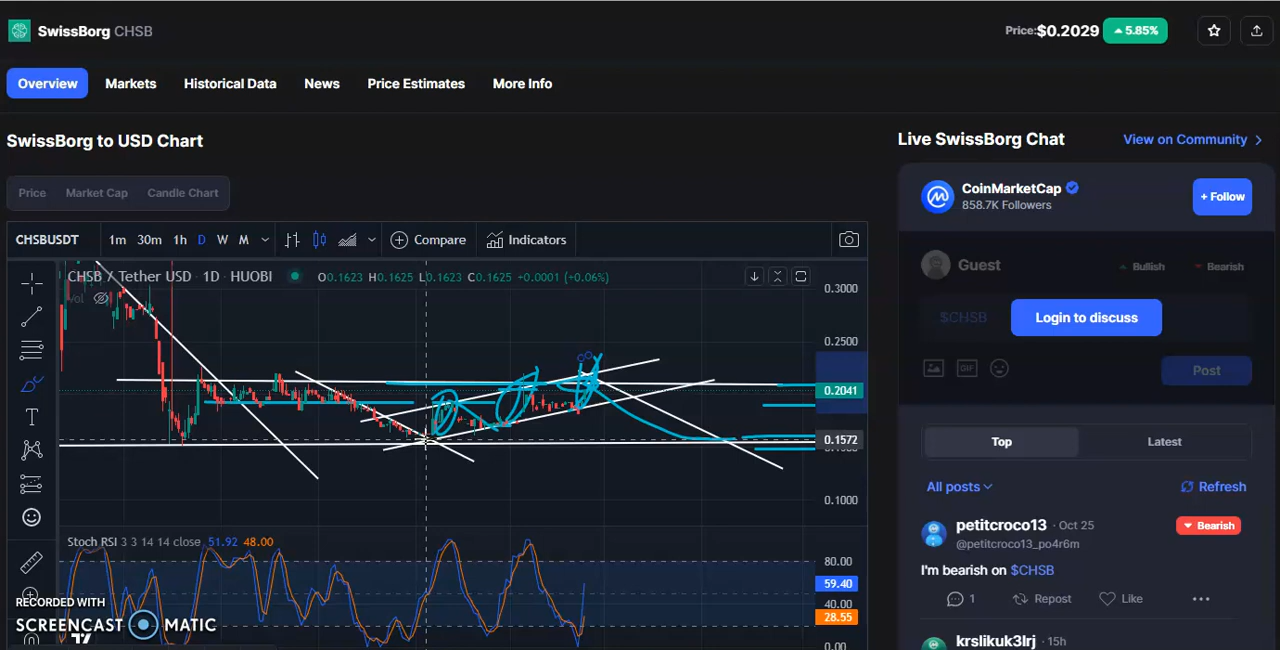 SwissBorg CHSB
Price:$0.2029 5.85%
Overview Markets Historical Data News Price Estimates More Info
SwissBorg to USD Chart
Live SwissBorg Chat View on Community
Price Market Cap Candle Chart
CoinMarketCap
858.7K Followers
+ Follow
CHSBUSDT 1m 30m 1h D W M Compare Indicators
CHSB / Tether USD · 1D · HUOBI O0.1623 H0.1625 L0.1623 C0.1625 +0.0001 (+0.06%)
Vol
0.3000
0.2500
0.2041
0.1572
0.1000
Guest Bullish Bearish
$CHSB Login to discuss
GIF Post
Top Latest
All posts Refresh
petitcroco13 · Oct 25 Bearish
@petitcroco13_po4r6m
I'm bearish on $CHSB
1 Repost Like
krslikuk3lrj · 15h
Stoch RSI 3 3 14 14 close 51.92 48.00
80.00
59.40
40.00
28.55
0.00
RECORDED WITH
SCREENCAST MATIC